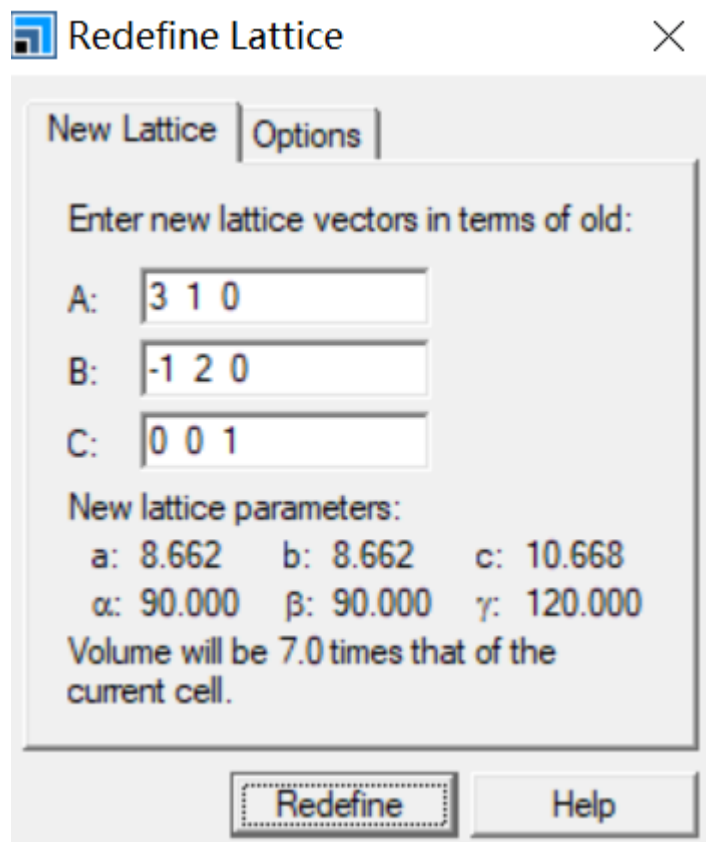 Redefine Lattice
New Lattice Options
Enter new lattice vectors in terms of old:
A: 3 1 0
B: -1 2 0
C: 0 0 1
New lattice parameters:
a: 8.662 b: 8.662 c: 10.668
α: 90.000 β: 90.000 γ: 120.000
Volume will be 7.0 times that of the
current cell.
Redefine Help